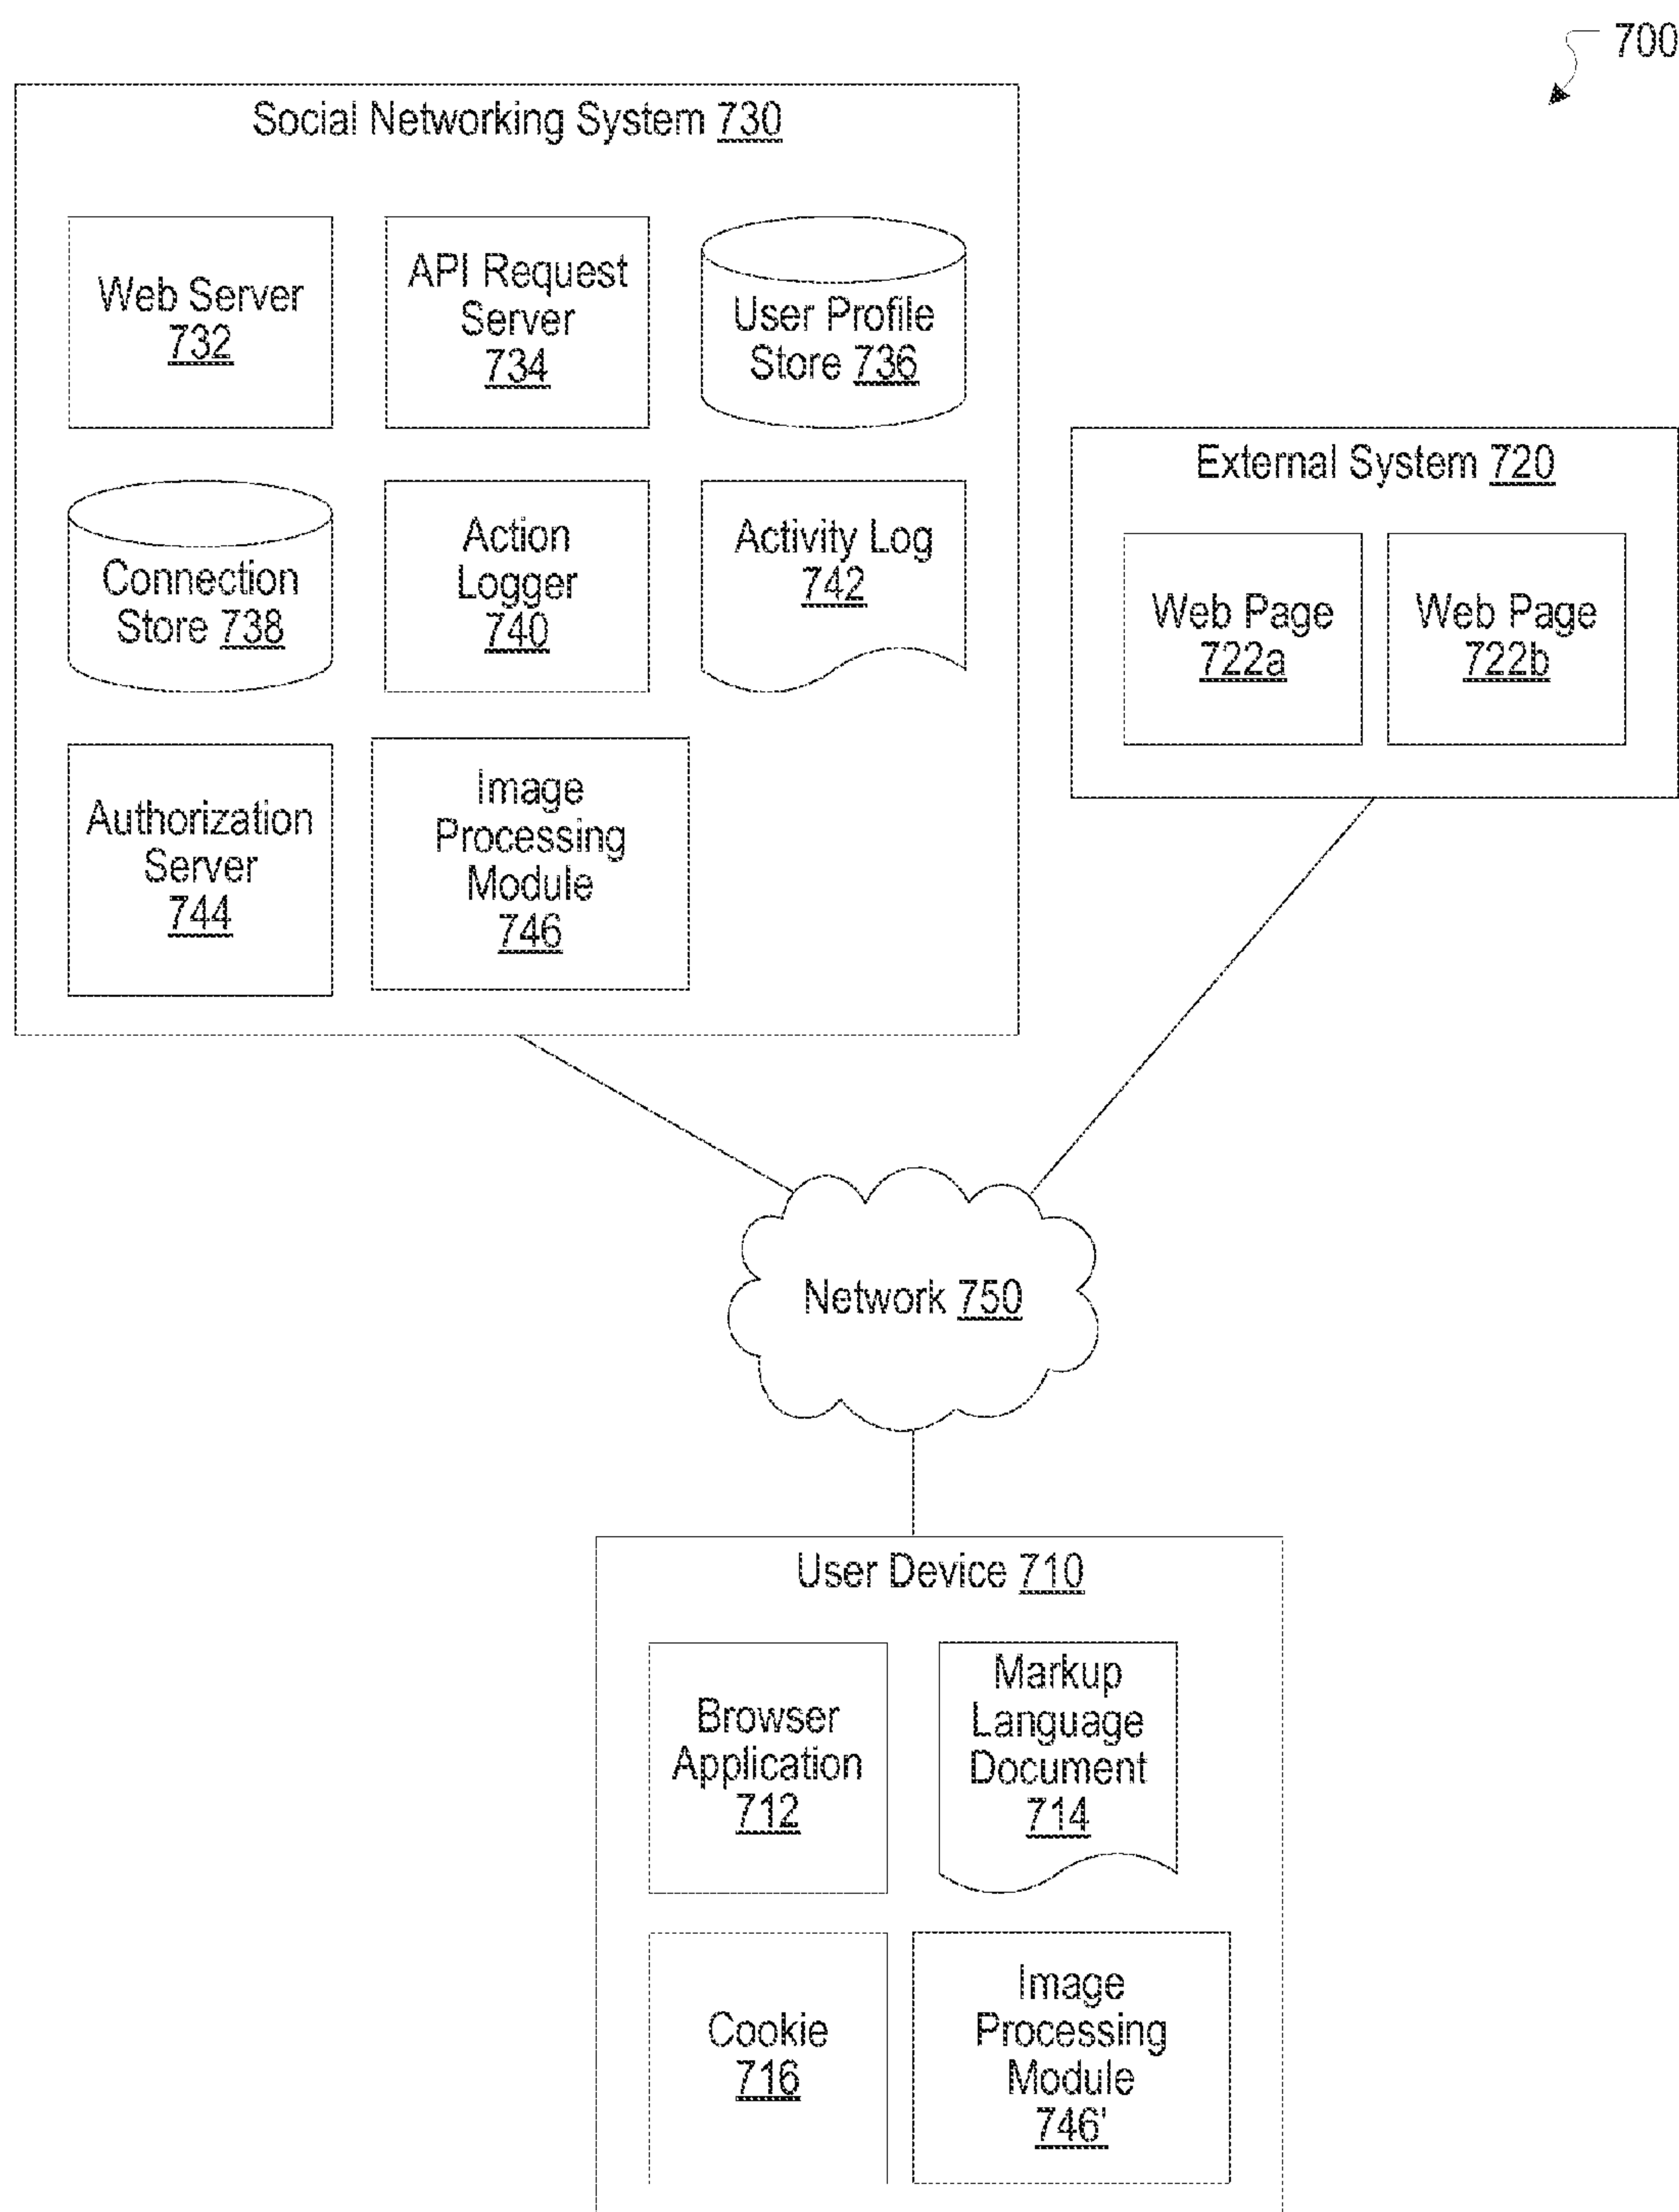 700
Social Networking System 730
Web Server
732
API Request
Server
734
User Profile
Store 736
Connection
Store 738
Action
Logger
740
Activity Log
742
Authorization
Server
744
Image
Processing
Module
746
External System 720
Web Page
722a
Web Page
722b
Network 750
User Device 710
Browser
Application
712
Markup
Language
Document
714
Cookie
716
Image
Processing
Module
746'